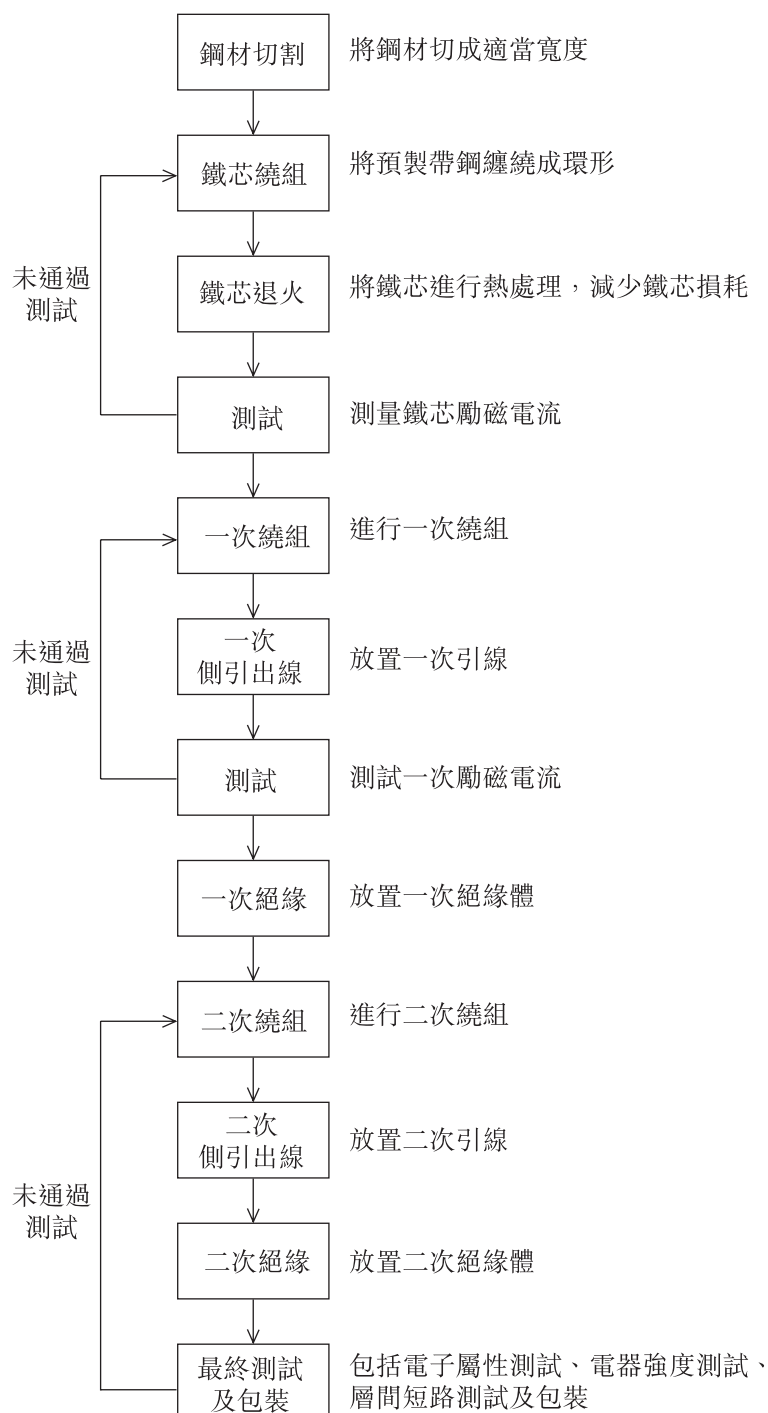 鋼材切割
將鋼材切成適當寬度
鐵芯繞組
將預製帶鋼纏繞成環形
未通過
測試
鐵芯退火
將鐵芯進行熱處理，減少鐵芯損耗
測試
測量鐵芯勵磁電流
一次繞組
進行一次繞組
未通過
測試
一次
側引出線
放置一次引線
測試
測試一次勵磁電流
一次絕緣
放置一次絕緣體
二次繞組
進行二次繞組
二次
側引出線
放置二次引線
未通過
測試
二次絕緣
放置二次絕緣體
最終測試
及包裝
包括電子屬性測試、電器強度測試、
層間短路測試及包裝